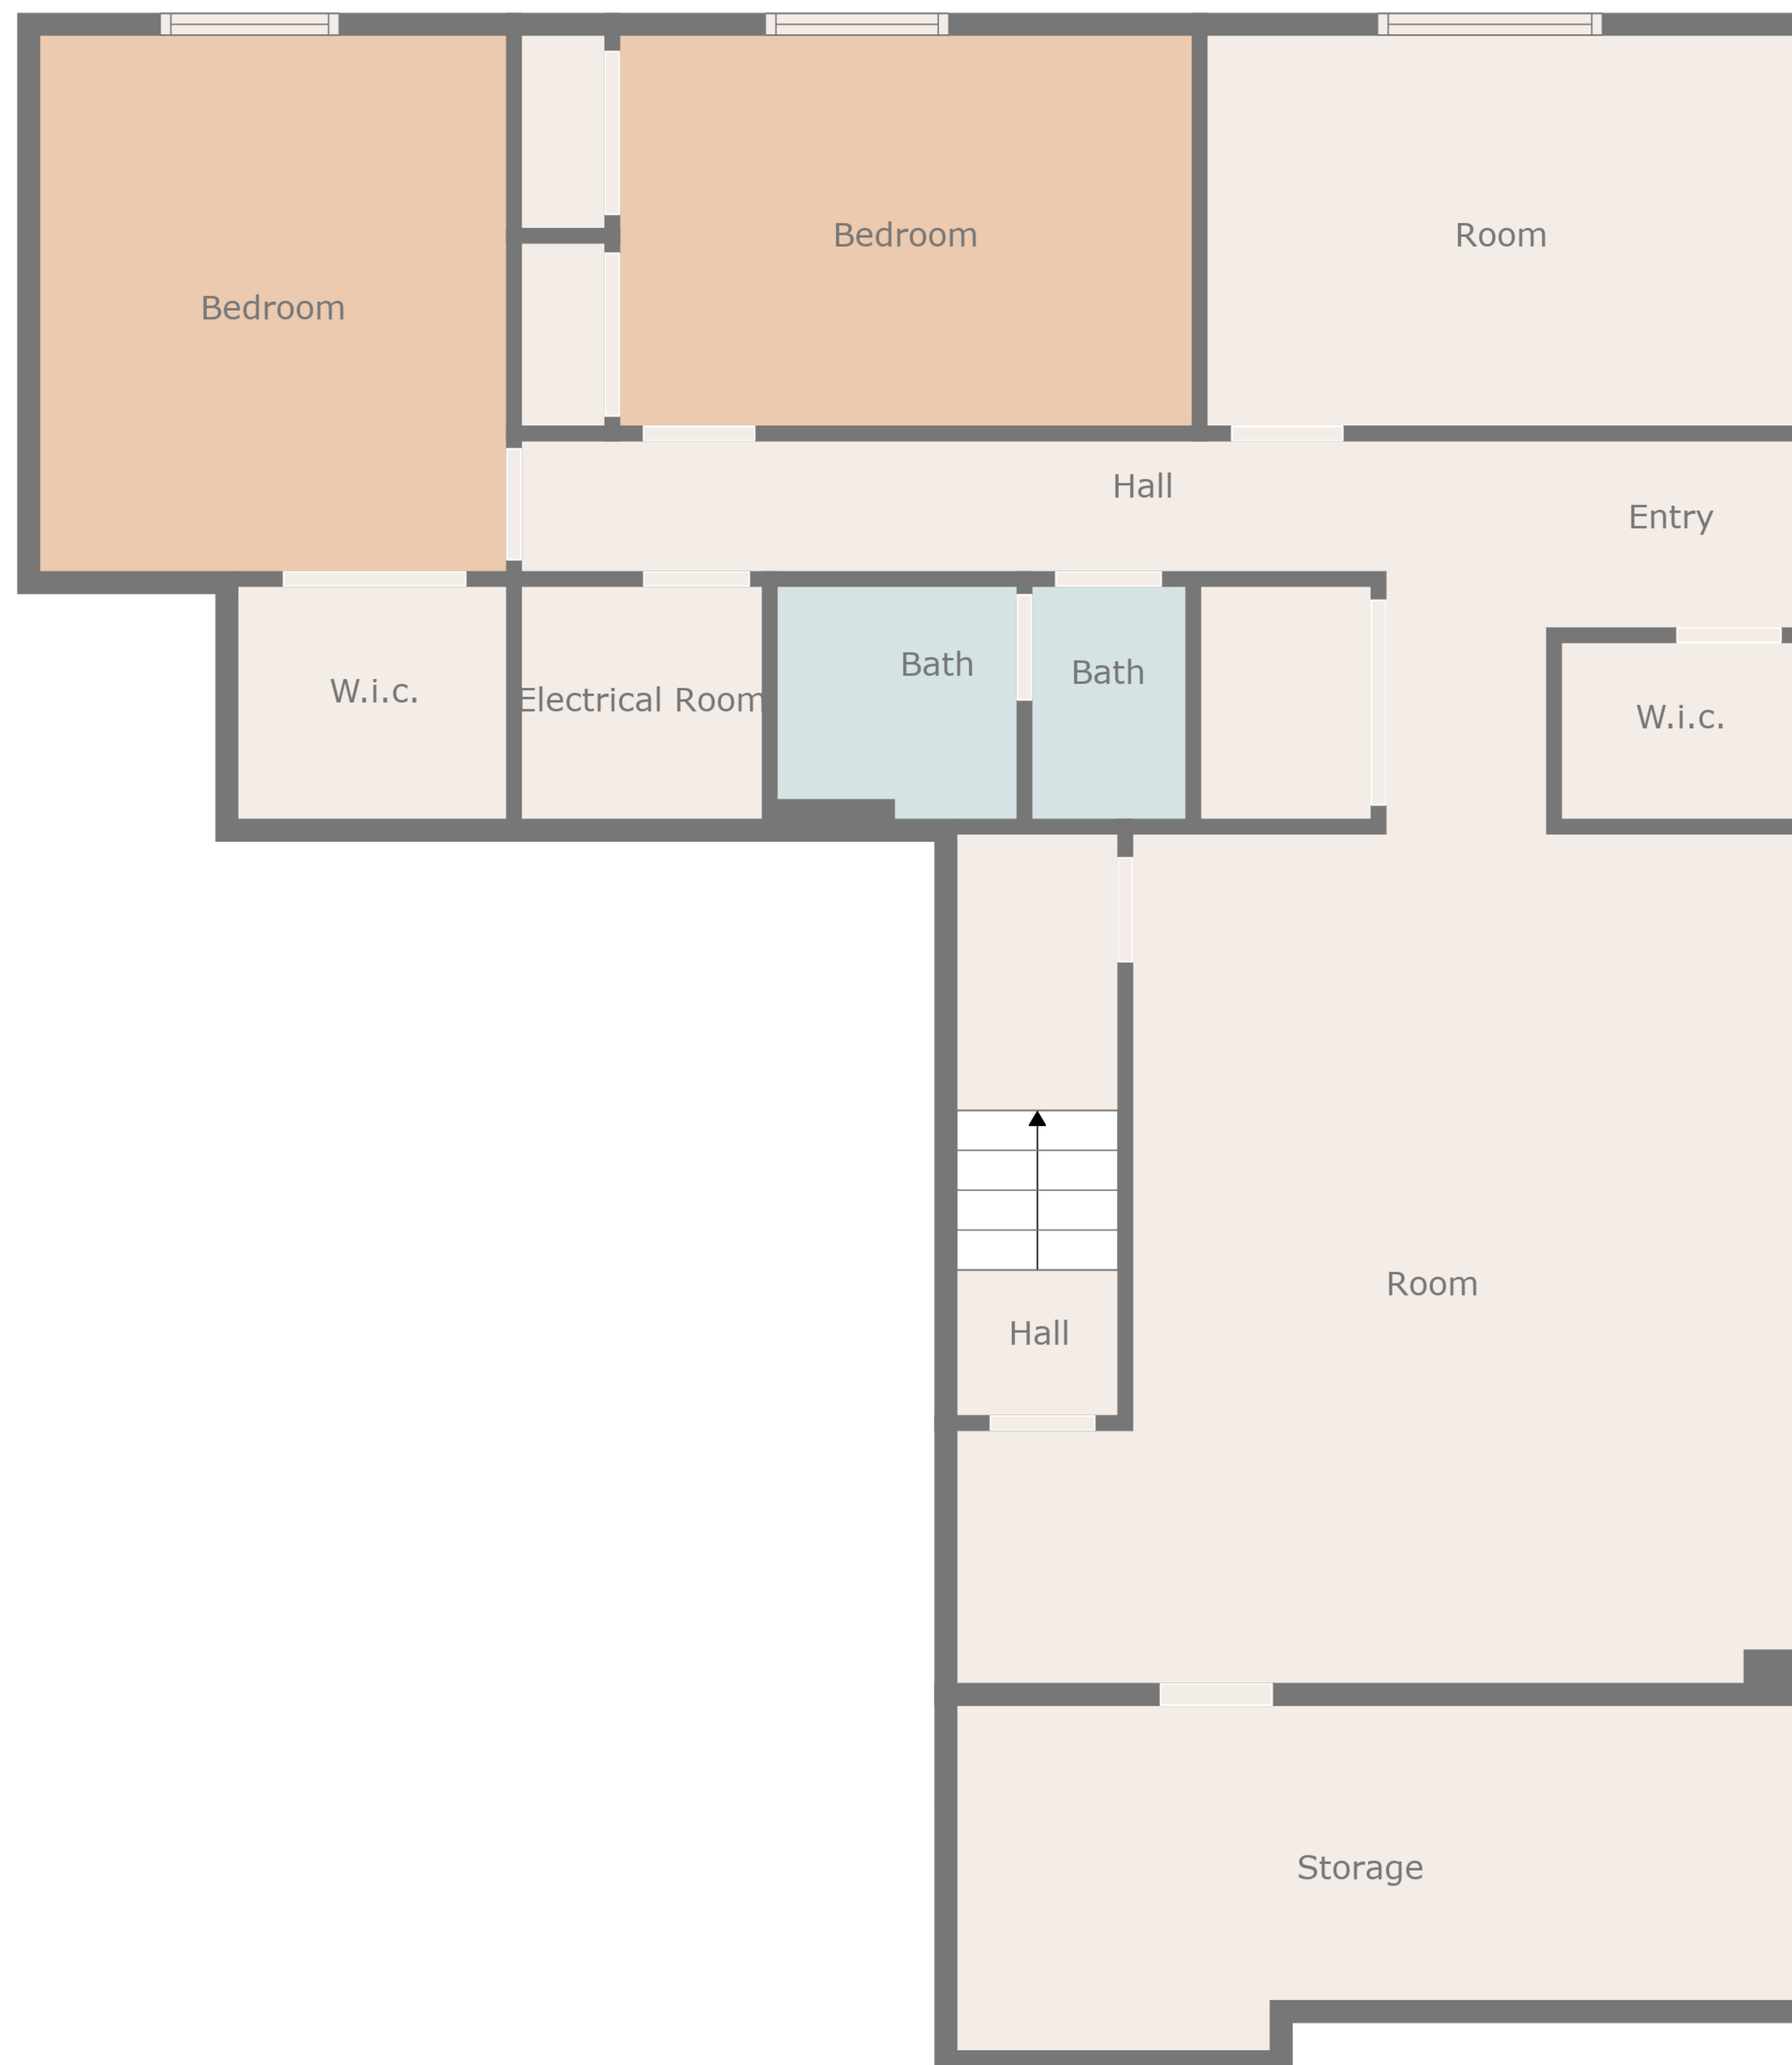 Bedroom
Room
Bedroom
Hall
Entry
Bath
Bath
W.i.c.
Electrical Room
W.i.c.
Room
Hall
Storage